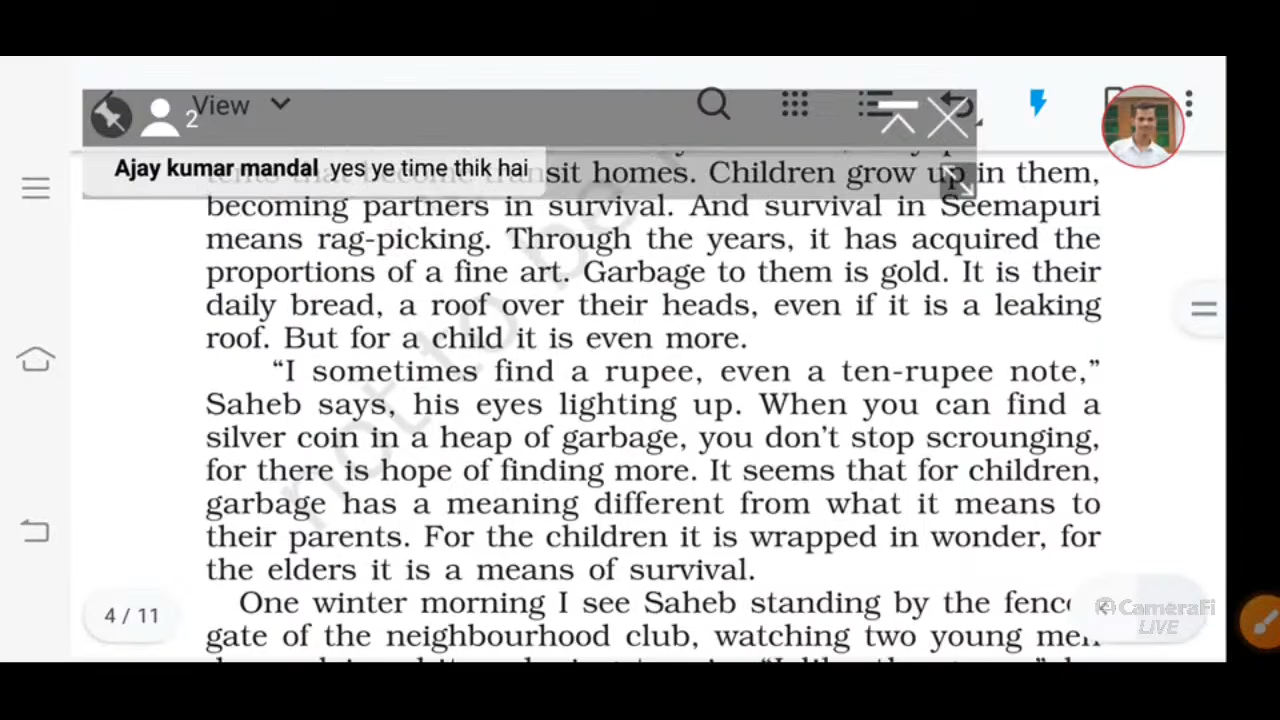 View
2
Ajay kumar mandal yes ye time thik hai
sit homes. Children grow up in them,
becoming partners in survival. And survival in Seemapuri
means rag-picking. Through the years, it has acquired the
proportions of a fine art. Garbage to them is gold. It is their
daily bread, a roof over their heads, even if it is a leaking
roof. But for a child it is even more.
“I sometimes find a rupee, even a ten-rupee note,”
Saheb says, his eyes lighting up. When you can find a
silver coin in a heap of garbage, you don’t stop scrounging,
for there is hope of finding more. It seems that for children,
garbage has a meaning different from what it means to
their parents. For the children it is wrapped in wonder, for
the elders it is a means of survival.
One winter morning I see Saheb standing by the fence
gate of the neighbourhood club, watching two young men
4 / 11
CameraFi
LIVE
not to be